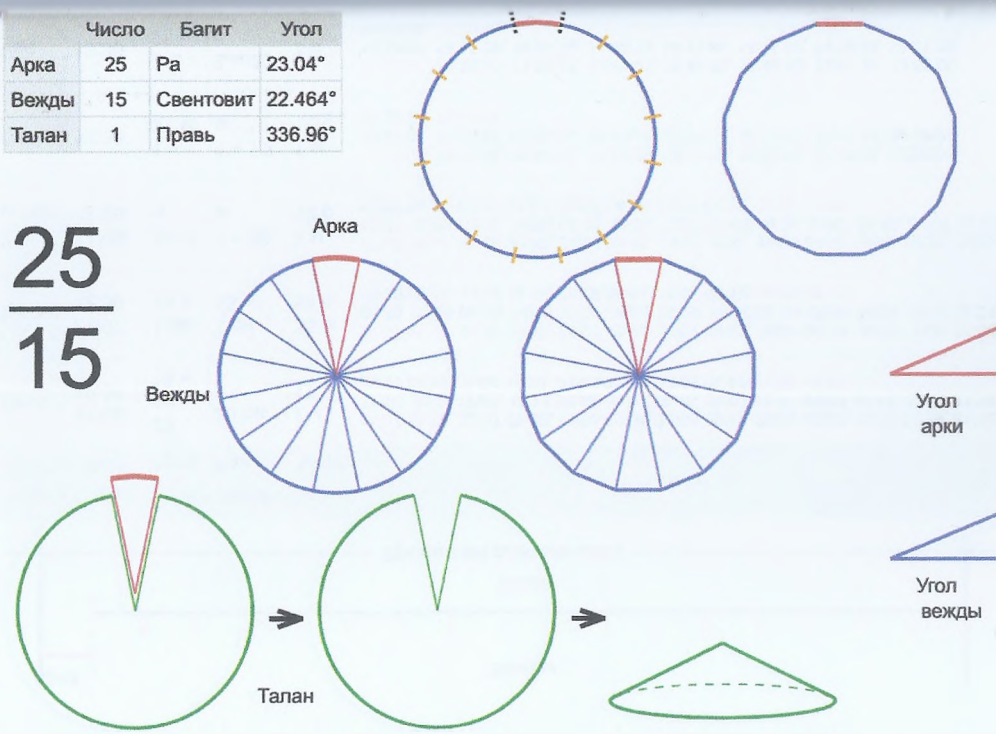 Число Багит Угол
Арка 25 Ра 23.04°
Вежды 15 Свентовит 22.464°
Талан 1 Правь 336.96°
25
15
Арка
Вежды
Угол
арки
Угол
вежды
Талан